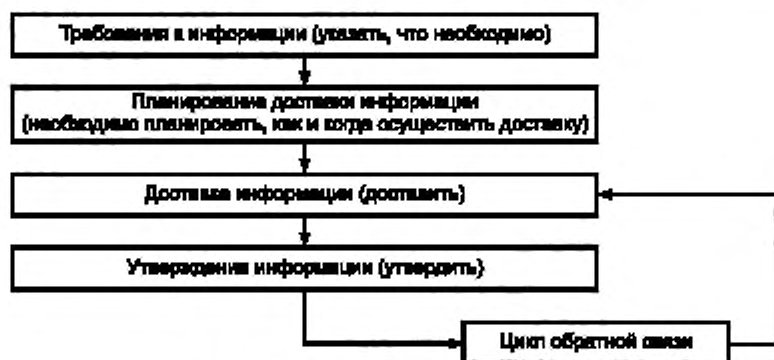 Требования к информации (указать, что необходимо)
Планирование доставки информации
(необходимо планировать, как и когда осуществить доставку)
Доставка информации (доставить)
Утверждения информации (утвердить)
Цикл обратной связи